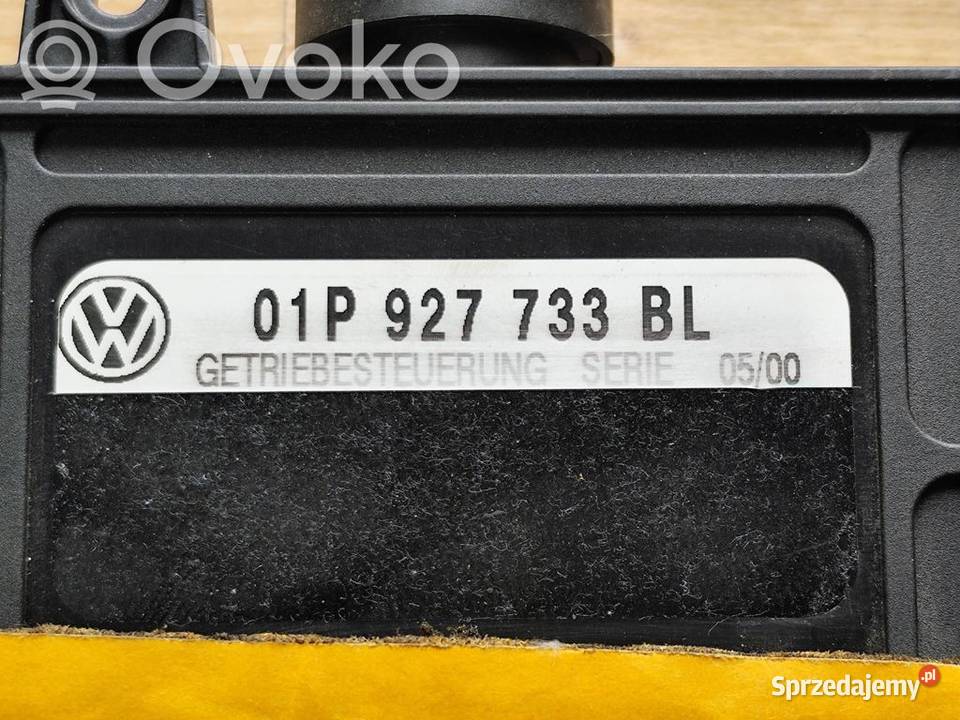 Ovoko
01P 927 733 BL
GETRIEBESTEUERUNG SERIE 05/00
Sprzedajemy.pl